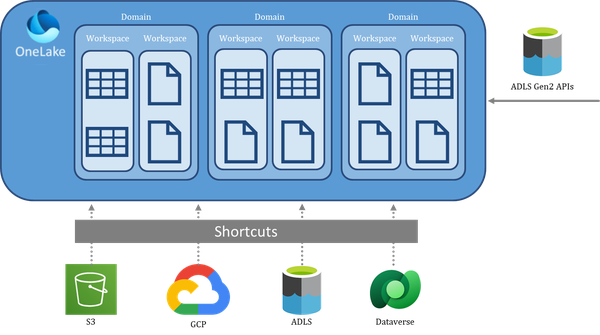 Domain
Domain
Domain
OneLake
Workspace
Workspace
Workspace
Workspace
Workspace
Workspace
ADLS Gen2 APIs
Shortcuts
S3
GCP
ADLS
Dataverse